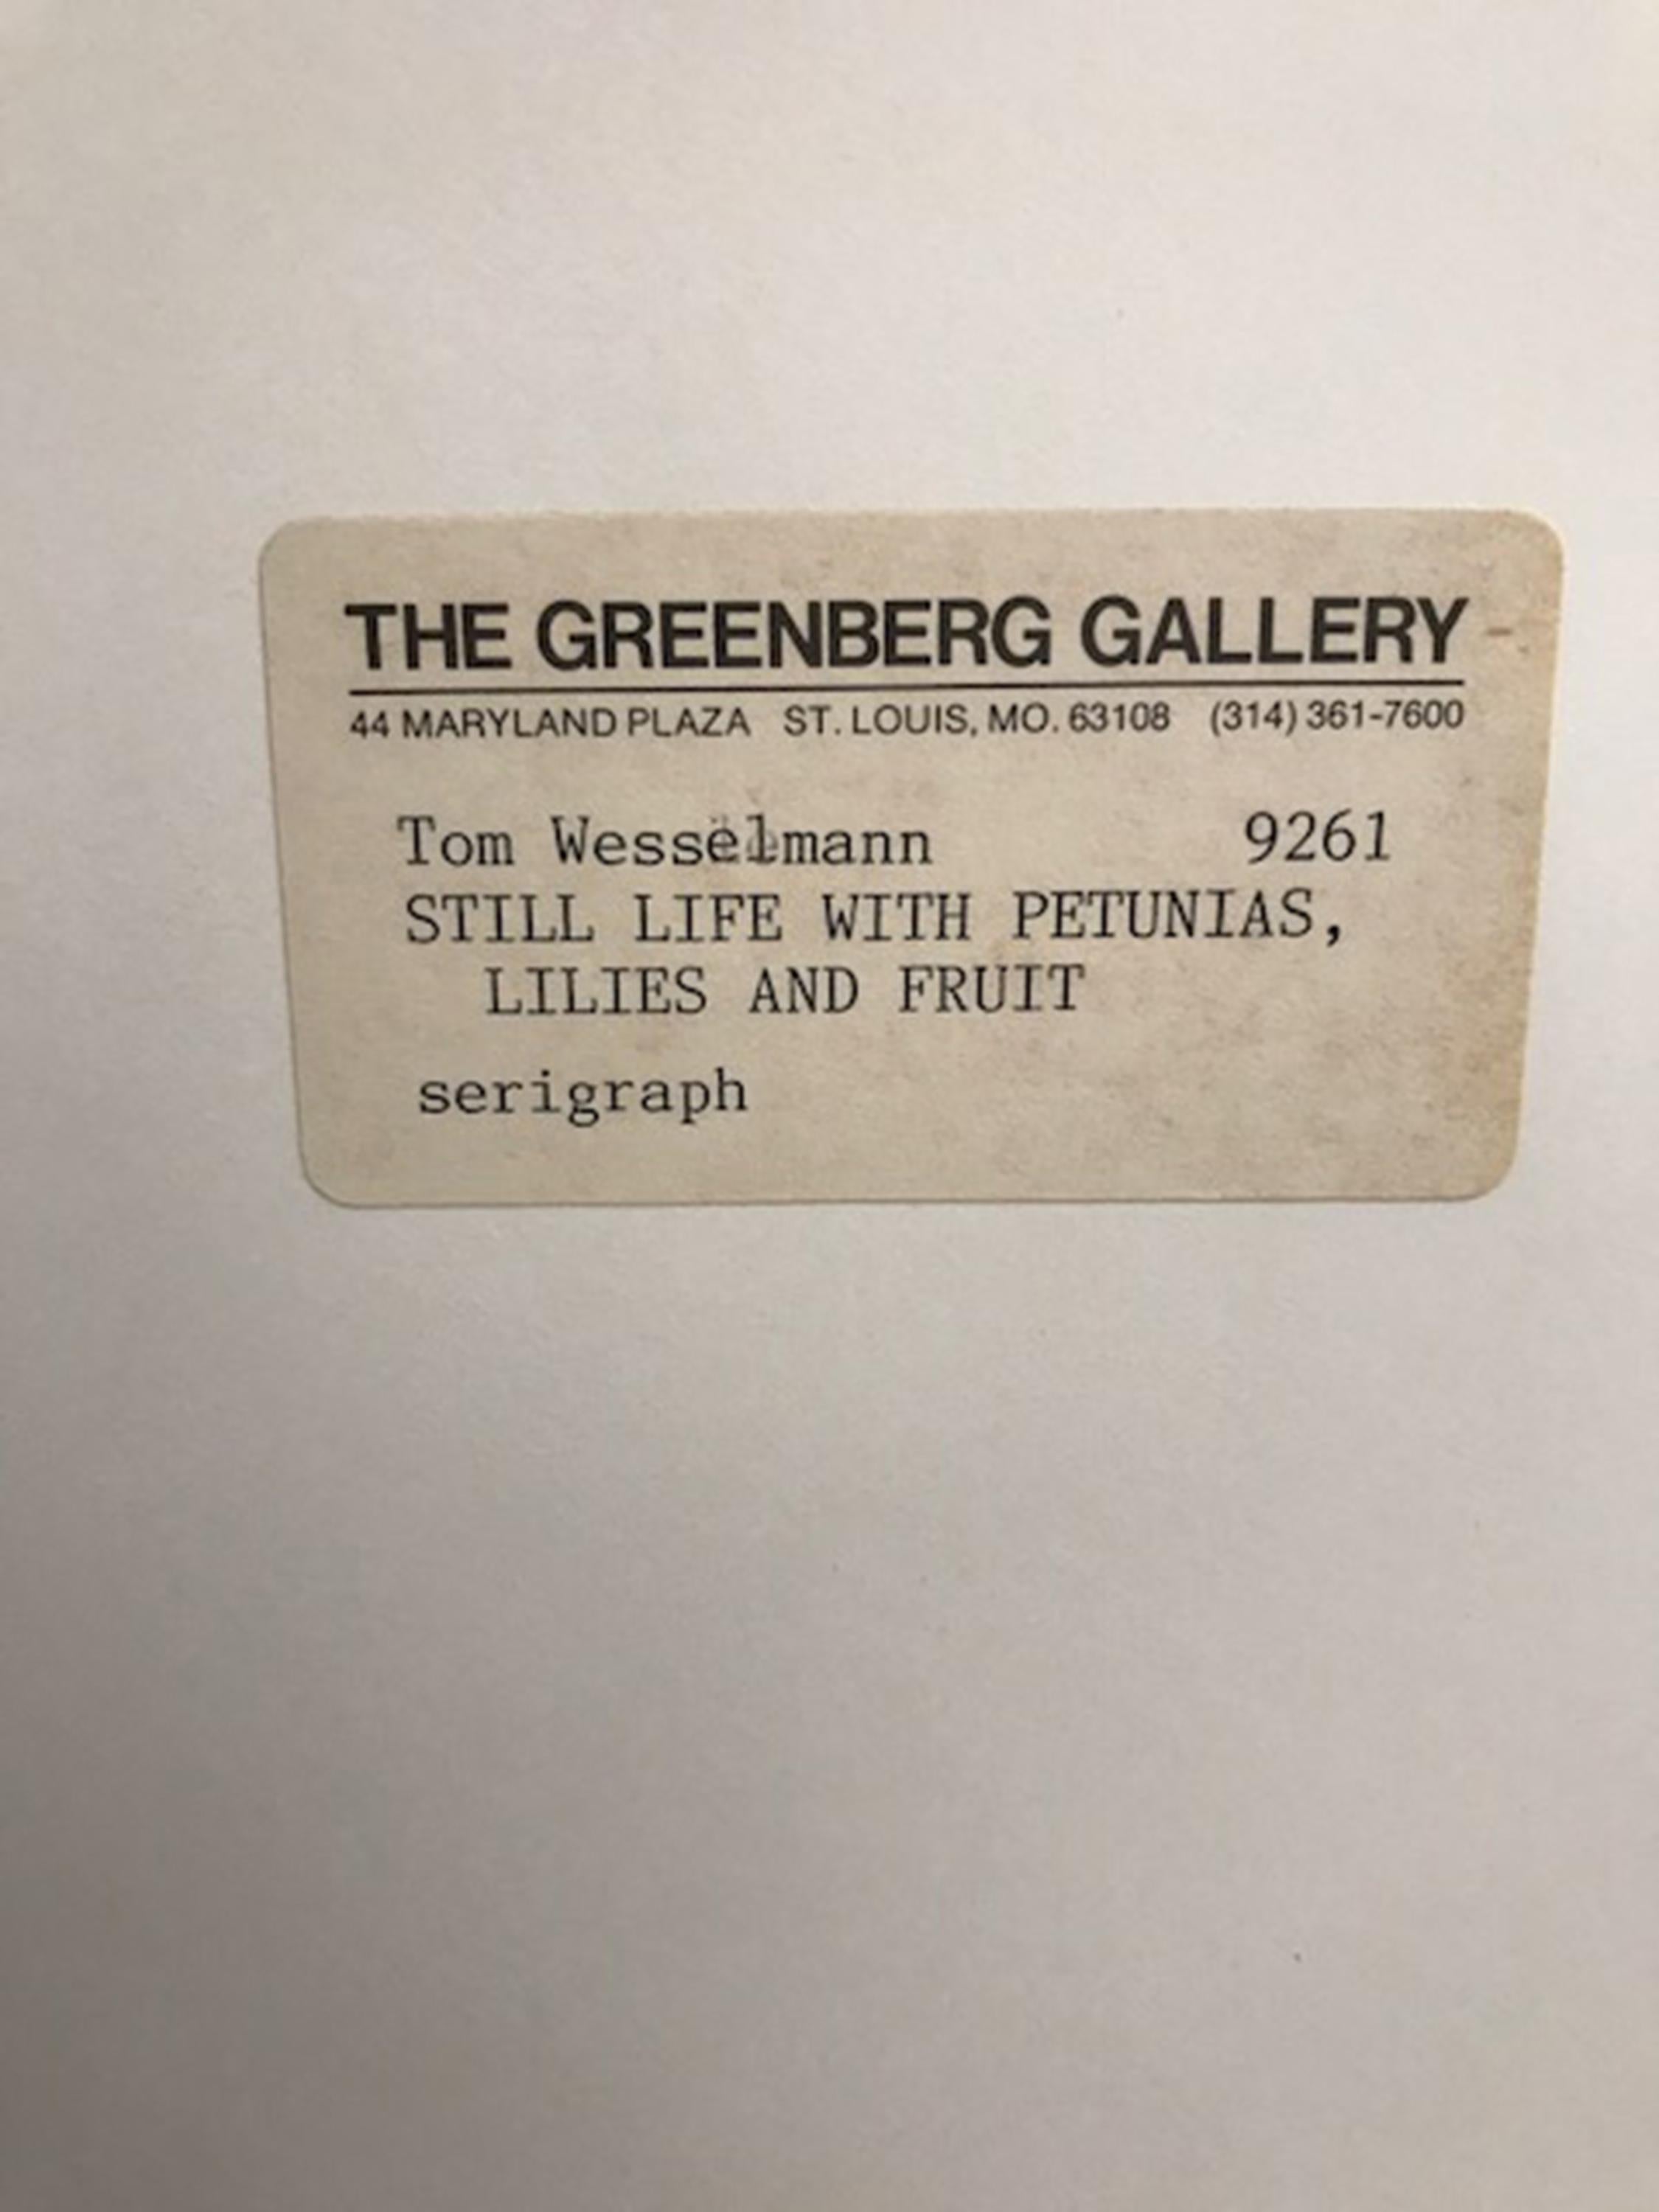 THE GREENBERG GALLERY
44 MARYLAND PLAZA ST. LOUIS, MO. 63108 (314) 361-7600
Tom Wesselmann 9261
STILL LIFE WITH PETUNIAS,
LILIES AND FRUIT
serigraph